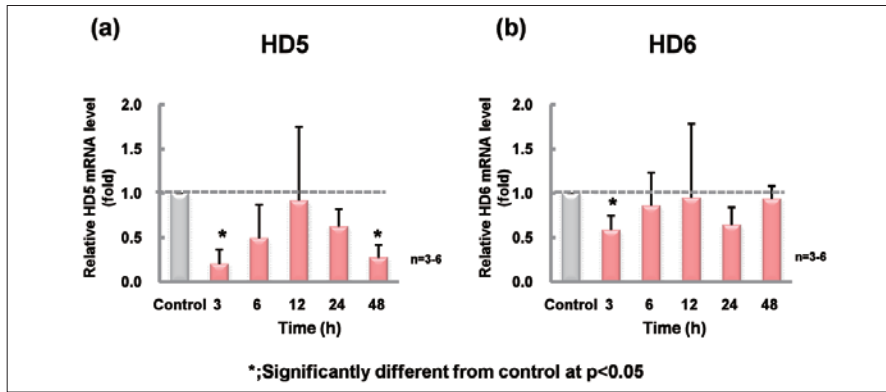 (a)
HD5
Relative HD5 mRNA level
(fold)
2.0
1.5
1.0
0.5
0.0
*
*
n=3-6
Control 3 6 12 24 48
Time (h)
(b)
HD6
Relative HD6 mRNA level
(fold)
2.0
1.5
1.0
0.5
0.0
*
n=3-6
Control 3 6 12 24 48
Time (h)
*;Significantly different from control at p<0.05